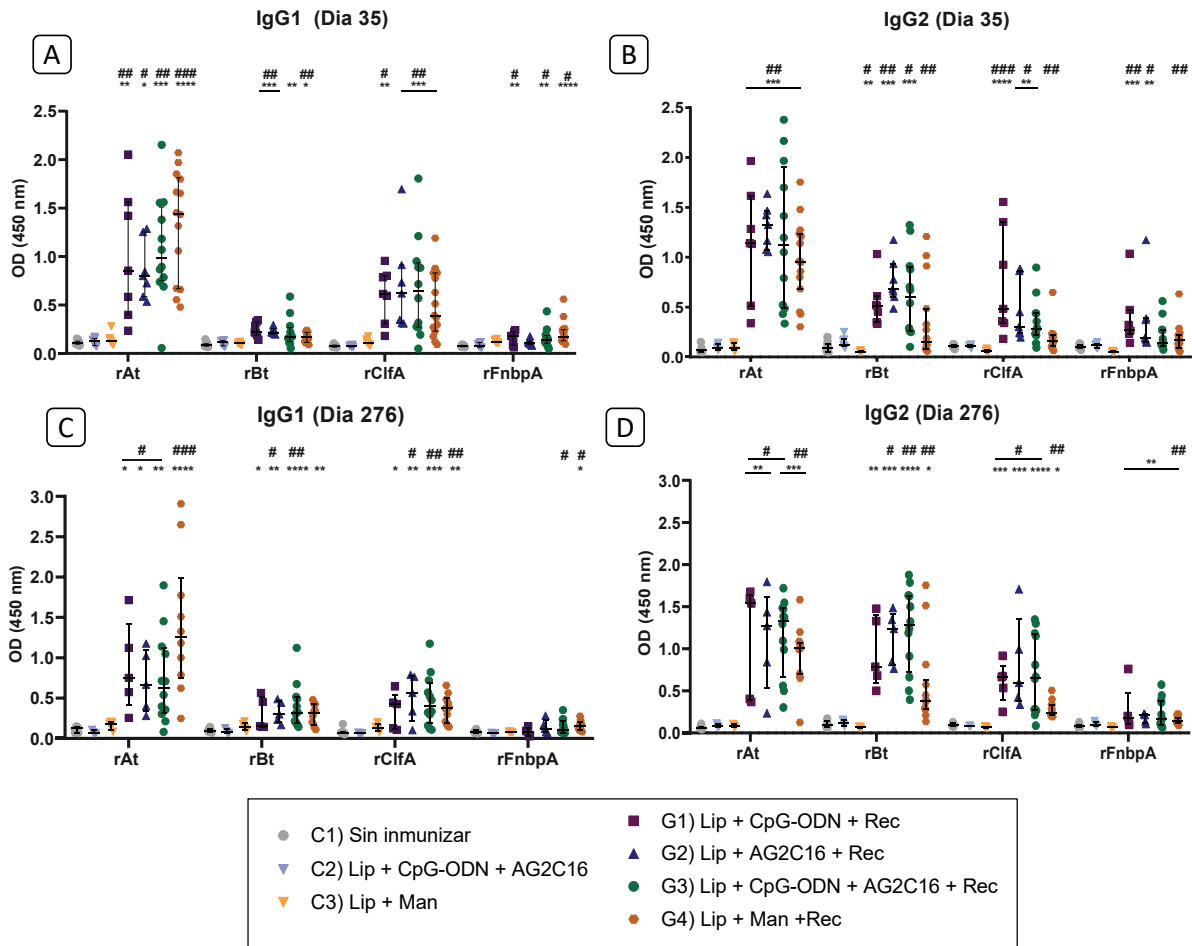 IgG1 (Dia 35)
A
## # ## ###
** * *** ****
## ##
*** ** *
# ##
** ***
# # #
** ** ****
OD (450 nm)
2.5
2.0
1.5
1.0
0.5
0.0
rAt rBt rClfA rFnbpA
IgG2 (Dia 35)
B
##
***
# ## # ##
** *** ***
### # ##
**** **
## # ##
*** **
OD (450 nm)
2.5
2.0
1.5
1.0
0.5
0.0
rAt rBt rClfA rFnbpA
IgG1 (Dia 276)
C
# ###
* * ** ****
# ##
* ** **** **
# ## ##
* ** *** **
# #
*
OD (450 nm)
3.0
2.5
2.0
1.5
1.0
0.5
0.0
rAt rBt rClfA rFnbpA
IgG2 (Dia 276)
D
# ##
** ***
# ## ##
** *** **** *
# ##
*** *** **** *
##
**
OD (450 nm)
3.0
2.5
2.0
1.5
1.0
0.5
0.0
rAt rBt rClfA rFnbpA
C1) Sin inmunizar
C2) Lip + CpG-ODN + AG2C16
C3) Lip + Man
G1) Lip + CpG-ODN + Rec
G2) Lip + AG2C16 + Rec
G3) Lip + CpG-ODN + AG2C16 + Rec
G4) Lip + Man +Rec